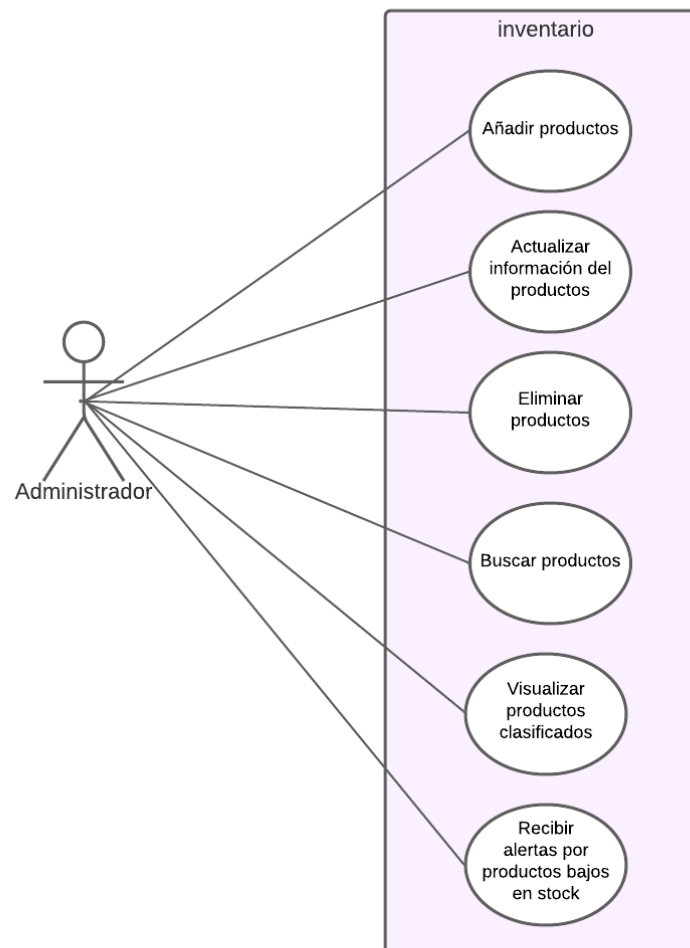 inventario
Añadir productos
Actualizar
información del
productos
Eliminar
productos
Administrador
Buscar productos
Visualizar
productos
clasificados
Recibir
alertas por
productos bajos
en stock